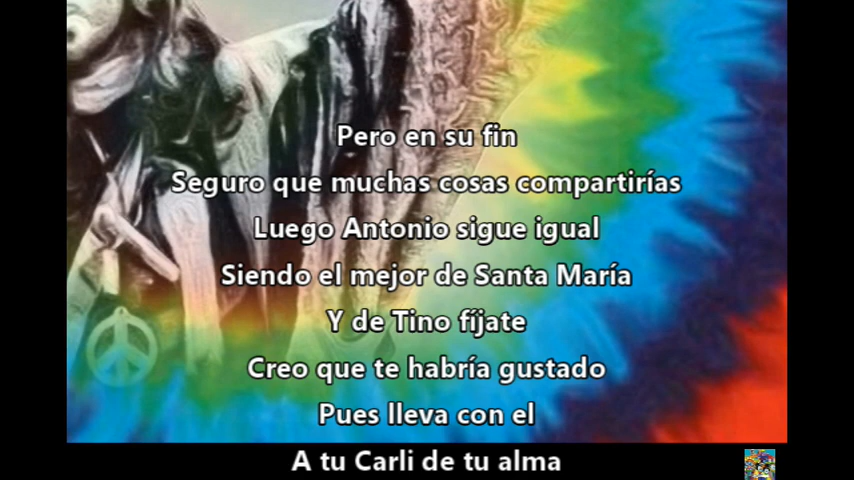 Pero en su fin
Seguro que muchas cosas compartirías
Luego Antonio sigue igual
Siendo el mejor de Santa María
Y de Tino fíjate
Creo que te habría gustado
Pues lleva con el
A tu Carli de tu alma